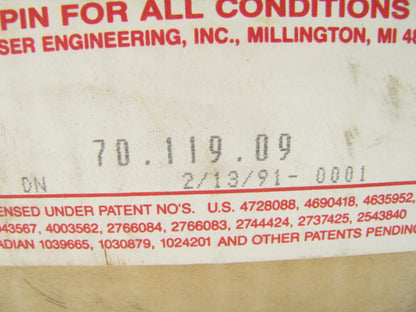 PIN FOR ALL CONDITIONS
SER ENGINEERING, INC., MILLINGTON, MI 48
70.119.09
DN 2/13/91-0001
ENSED UNDER PATENT NO'S. U.S. 4728088, 4690418, 4635952,
043567, 4003562, 2766084, 2766083, 2744424, 2737425, 2543840
ADIAN 1039665, 1030879, 1024201 AND OTHER PATENTS PENDING